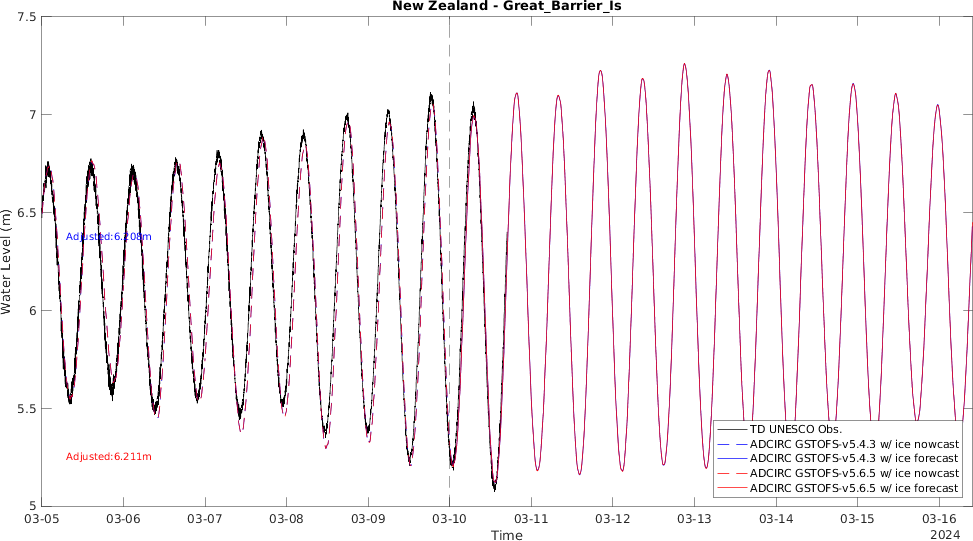 New Zealand - Great_Barrier_Is
7.5
7
6.5
6
5.5
5
Water Level (m)
Adjusted:6.208m
Adjusted:6.211m
TD UNESCO Obs.
ADCIRC GSTOFS-v5.4.3 w/ ice nowcast
ADCIRC GSTOFS-v5.4.3 w/ ice forecast
ADCIRC GSTOFS-v5.6.5 w/ ice nowcast
ADCIRC GSTOFS-v5.6.5 w/ ice forecast
03-05 03-06 03-07 03-08 03-09 03-10 03-11 03-12 03-13 03-14 03-15 03-16
Time
2024